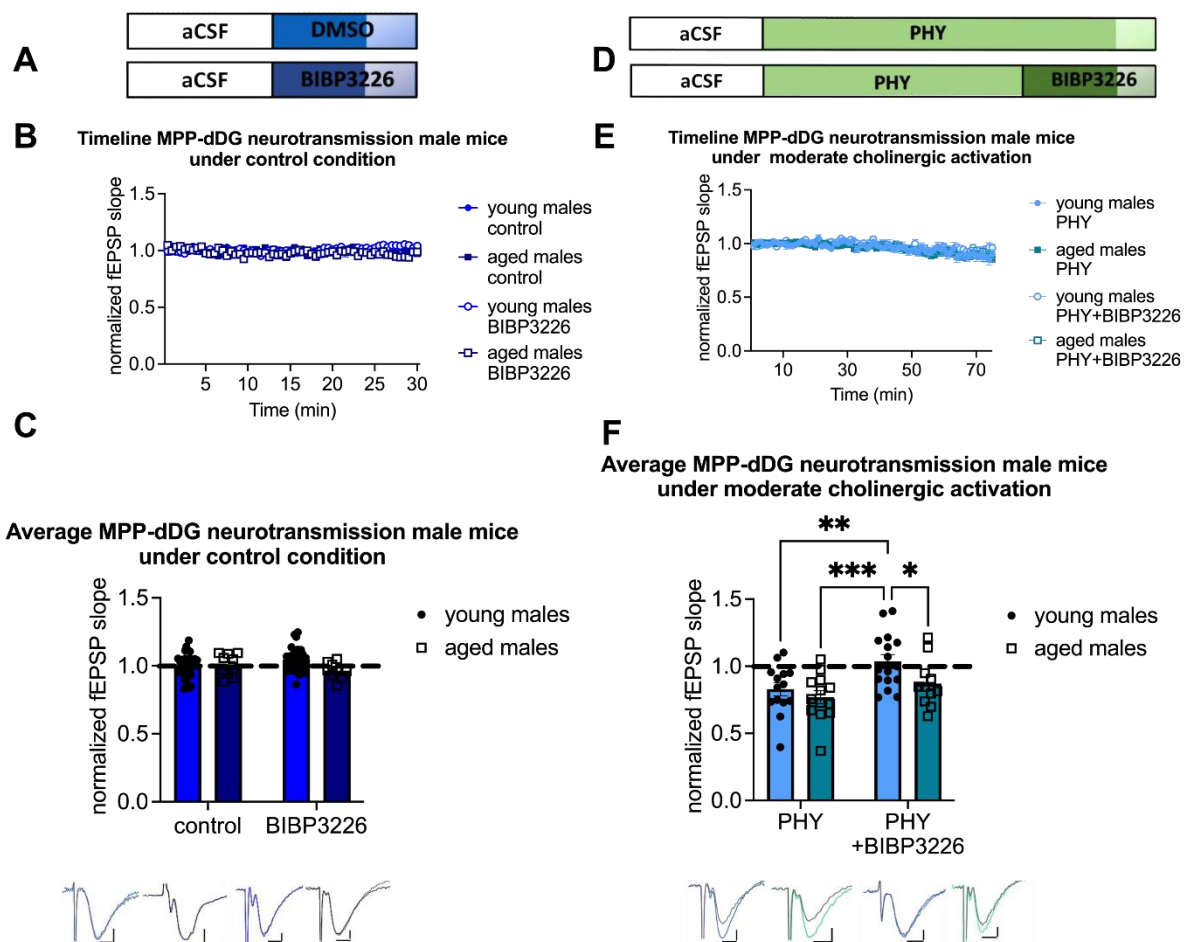 A
aCSF
DMSO
aCSF
BIBP3226
B
Timeline MPP-dDG neurotransmission male mice
under control condition
normalized fEPSP slope
1.5
1.0
0.5
0.0
5
10
15
20
25
30
Time (min)
young males
control
aged males
control
young males
BIBP3226
aged males
BIBP3226
C
Average MPP-dDG neurotransmission male mice
under control condition
normalized fEPSP slope
1.5
1.0
0.5
0.0
control
BIBP3226
young males
aged males
D
aCSF
PHY
aCSF
PHY
BIBP3226
E
Timeline MPP-dDG neurotransmission male mice
under moderate cholinergic activation
normalized fEPSP slope
1.5
1.0
0.5
0.0
10
30
50
70
Time (min)
young males
PHY
aged males
PHY
young males
PHY+BIBP3226
aged males
PHY+BIBP3226
F
Average MPP-dDG neurotransmission male mice
under moderate cholinergic activation
normalized fEPSP slope
1.5
1.0
0.5
0.0
**
***
*
PHY
PHY
+BIBP3226
young males
aged males